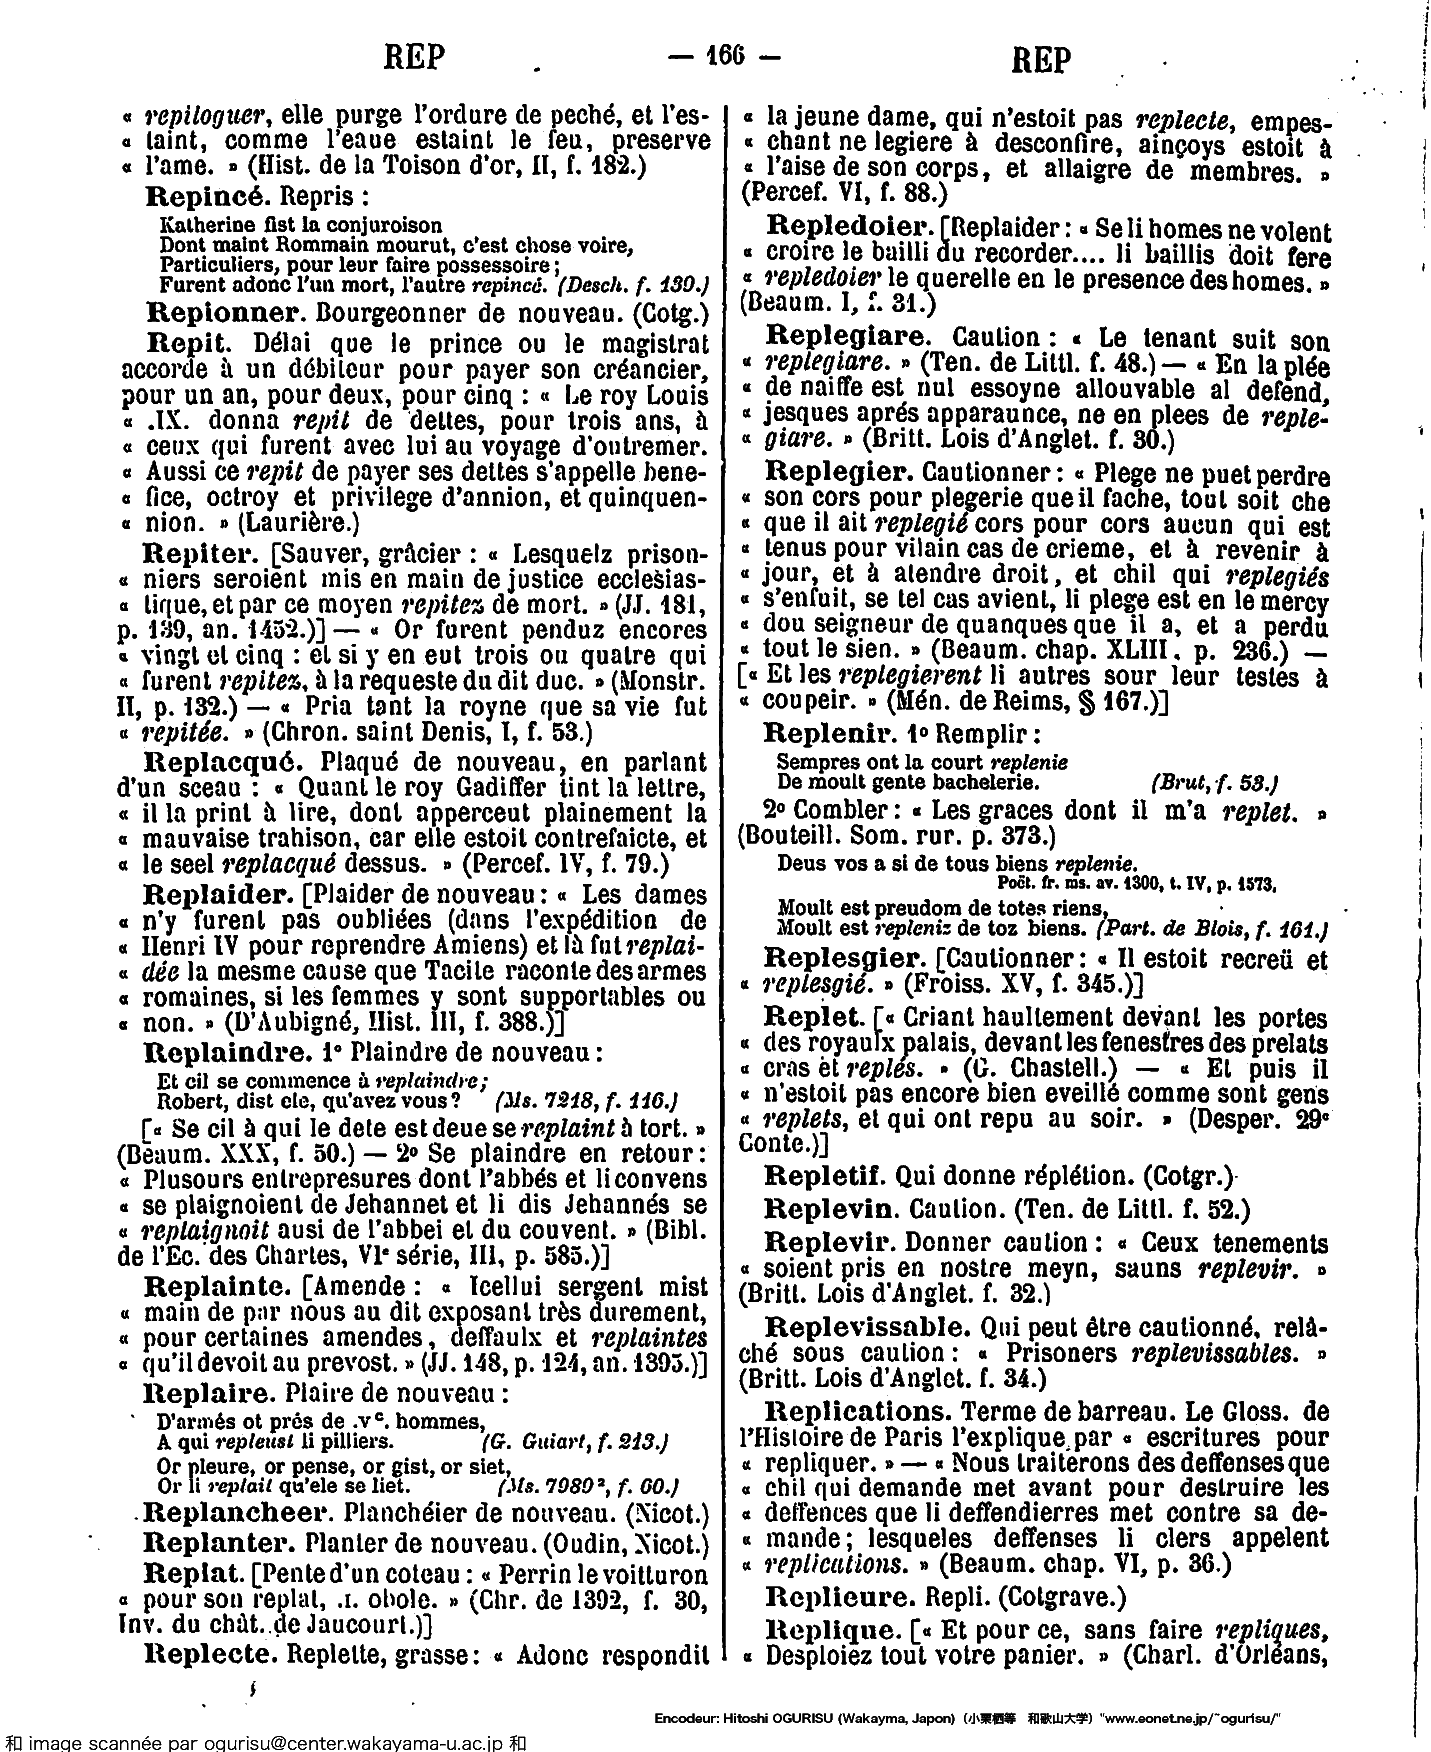 REP — 166 — REP
« repiloguer, elle purge l'ordure de peché, et l'es-
« taint, comme l'eaue estaint le feu, preserve
« l'ame. » (Hist. de la Toison d'or, II, f. 182.)
Repincé. Repris :
Katherine fist la conjuroison
Dont maint Rommain mourut, c'est chose voire,
Particuliers, pour leur faire possessoire ;
Furent adonc l'un mort, l'autre repincé. (Desch. f. 139.)
Repionner. Bourgeonner de nouveau. (Cotg.)
Repit. Délai que le prince ou le magistrat
accorde à un débiteur pour payer son créancier,
pour un an, pour deux, pour cinq : « Le roy Louis
« .IX. donna repit de dettes, pour trois ans, à
« ceux qui furent avec lui au voyage d'outremer.
« Aussi ce repit de payer ses dettes s'appelle bene-
« fice, octroy et privilege d'annion, et quinquen-
« nion. » (Laurière.)
Repiter. [Sauver, grâcier : « Lesquelz prison-
« niers seroient mis en main de justice ecclesias-
« tique, et par ce moyen repitez de mort. » (JJ. 181,
p. 139, an. 1452.)] — « Or furent penduz encores
« vingt et cinq : et si y en eut trois ou quatre qui
« furent repitez, à la requeste du dit duc. » (Monstr.
II, p. 132.) — « Pria tant la royne que sa vie fut
« repitée. » (Chron. saint Denis, I, f. 53.)
Replacqué. Plaqué de nouveau, en parlant
d'un sceau : « Quant le roy Gadiffer tint la lettre,
« il la print à lire, dont apperceut plainement la
« mauvaise trahison, car elle estoit contrefaicte, et
« le seel replacqué dessus. » (Percef. IV, f. 79.)
Replaider. [Plaider de nouveau : « Les dames
« n'y furent pas oubliées (dans l'expédition de
« Henri IV pour reprendre Amiens) et là fut replai-
« dée la mesme cause que Tacite raconte des armes
« romaines, si les femmes y sont supportables ou
« non. » (D'Aubigné, Hist. III, f. 388.)]
Replaindre. 1° Plaindre de nouveau :
Et cil se commence à replaindre ;
Robert, dist ele, qu'avez vous ? (Ms. 7218, f. 116.)
[« Se cil à qui le dete est deue se replaint à tort. »
(Beaum. XXX, f. 50.) — 2° Se plaindre en retour :
« Plusours entrepresures dont l'abbés et li convens
« se plaignoient de Jehannet et li dis Jehannés se
« replaignoit ausi de l'abbei et du couvent. » (Bibl.
de l'Ec. des Chartes, VIe série, III, p. 585.)]
Replainte. [Amende : « Icellui sergent mist
« main de par nous au dit exposant très durement,
« pour certaines amendes, deffaulx et replaintes
« qu'il devoit au prevost. » (JJ. 148, p. 124, an. 1395.)]
Replaire. Plaire de nouveau :
D'armés ot prés de .vc. hommes,
A qui repleust li pilliers. (G. Guiart, f. 213.)
Or pleure, or pense, or gist, or siet,
Or li replait qu'ele se liet. (Ms. 7989², f. 60.)
Replancheer. Planchéier de nouveau. (Nicot.)
Replanter. Planter de nouveau. (Oudin, Nicot.)
Replat. [Pente d'un coteau : « Perrin le voitturon
« pour son replat, .I. obole. » (Chr. de 1392, f. 30,
Inv. du chât. de Jaucourt.)]
Replecte. Replette, grasse : « Adonc respondit
« la jeune dame, qui n'estoit pas replecte, empes-
« chant ne legiere à desconfire, ainçoys estoit à
« l'aise de son corps, et allaigre de membres. »
(Percef. VI, f. 88.)
Repledoier. [Replaider : « Se li homes ne volent
« croire le bailli du recorder.... li baillis doit fere
« repledoier le querelle en le presence des homes. »
(Beaum. I, f. 31.)
Replegiare. Caution : « Le tenant suit son
« replegiare. » (Ten. de Littl. f. 48.) — « En la plée
« de naiffe est nul essoyne allouvable al defend,
« jesques aprés apparaunce, ne en plees de reple-
« giare. » (Britt. Lois d'Anglet. f. 30.)
Replegier. Cautionner : « Plege ne puet perdre
« son cors pour plegerie que il fache, tout soit che
« que il ait replegié cors pour cors aucun qui est
« tenus pour vilain cas de crieme, et à revenir à
« jour, et à atendre droit, et chil qui replegiés
« s'enfuit, se tel cas avient, li plege est en le mercy
« dou seigneur de quanques que il a, et a perdu
« tout le sien. » (Beaum. chap. XLIII, p. 236.) —
[« Et les replegierent li autres sour leur testes à
« coupeir. » (Mén. de Reims, § 167.)]
Replenir. 1° Remplir :
Sempres ont la court replenie
De moult gente bachelerie. (Brut, f. 53.)
2° Combler : « Les graces dont il m'a replet. »
(Bouteill. Som. rur. p. 373.)
Deus vos a si de tous biens replenie.
Poët. fr. ms. av. 1300, t. IV, p. 1573.
Moult est preudom de totes riens,
Moult est repleniz de toz biens. (Part. de Blois, f. 161.)
Replesgier. [Cautionner : « Il estoit recreü et
« replesgié. » (Froiss. XV, f. 345.)]
Replet. [« Criant haultement devant les portes
« des royaulx palais, devant les fenestres des prelats
« cras et replés. » (G. Chastell.) — « Et puis il
« n'estoit pas encore bien eveillé comme sont gens
« replets, et qui ont repu au soir. » (Desper. 29e
Conte.)]
Repletif. Qui donne réplétion. (Cotgr.)
Replevin. Caution. (Ten. de Littl. f. 52.)
Replevir. Donner caution : « Ceux tenements
« soient pris en nostre meyn, sauns replevir. »
(Britt. Lois d'Anglet. f. 32.)
Replevissable. Qui peut être cautionné, relâ-
ché sous caution : « Prisoners replevissables. »
(Britt. Lois d'Anglet. f. 34.)
Replications. Terme de barreau. Le Gloss. de
l'Histoire de Paris l'explique par « escritures pour
« repliquer. » — « Nous traiterons des deffenses que
« chil qui demande met avant pour destruire les
« deffences que li deffendierres met contre sa de-
« mande ; lesqueles deffenses li clers appelent
« replications. » (Beaum. chap. VI, p. 36.)
Replieure. Repli. (Cotgrave.)
Replique. [« Et pour ce, sans faire repliques,
« Desploiez tout votre panier. » (Charl. d'Orléans,
Encodeur: Hitoshi OGURISU (Wakayma, Japon) (小栗栖等 和歌山大学) "www.eonet.ne.jp/~ogurisu/"
和 image scannée par ogurisu@center.wakayama-u.ac.jp 和